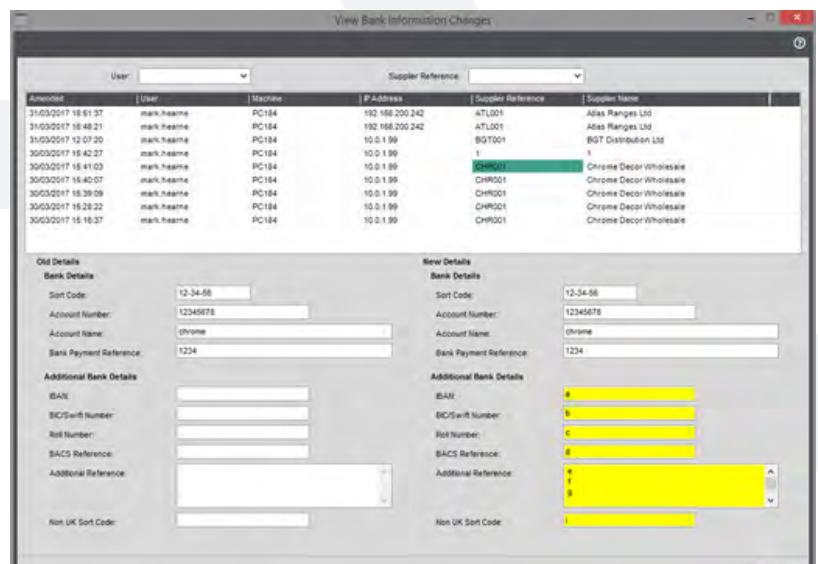 View Bank Information Changes
User: Supplier Reference
Amended User Machine IP Address Supplier Reference Supplier Name
31/03/2017 16:51:37 mark.hearne PC184 192.168.200.242 ATL001 Atlas Ranges Ltd
31/03/2017 16:48:21 mark.hearne PC184 192.168.200.242 ATL001 Atlas Ranges Ltd
31/03/2017 12:07:20 mark.hearne PC184 10.0.1.99 BGT001 BGT Distribution Ltd
30/03/2017 15:42:27 mark.hearne PC184 10.0.1.99 1 1
30/03/2017 15:41:03 mark.hearne PC184 10.0.1.99 CHR001 Chrome Decor Wholesale
30/03/2017 15:40:07 mark.hearne PC184 10.0.1.99 CHR001 Chrome Decor Wholesale
30/03/2017 15:39:09 mark.hearne PC184 10.0.1.99 CHR001 Chrome Decor Wholesale
30/03/2017 15:28:22 mark.hearne PC184 10.0.1.99 CHR001 Chrome Decor Wholesale
30/03/2017 15:16:37 mark.hearne PC184 10.0.1.99 CHR001 Chrome Decor Wholesale
Old Details New Details
Bank Details Bank Details
Sort Code: 12-34-56 Sort Code: 12-34-56
Account Number: 12345678 Account Number: 12345678
Account Name: chrome Account Name: chrome
Bank Payment Reference: 1234 Bank Payment Reference: 1234
Additional Bank Details Additional Bank Details
IBAN: IBAN: a
BIC/Swift Number: BIC/Swift Number: b
Roll Number: Roll Number: c
BACS Reference: BACS Reference: d
Additional Reference: Additional Reference: e
f
g
Non UK Sort Code: Non UK Sort Code: i